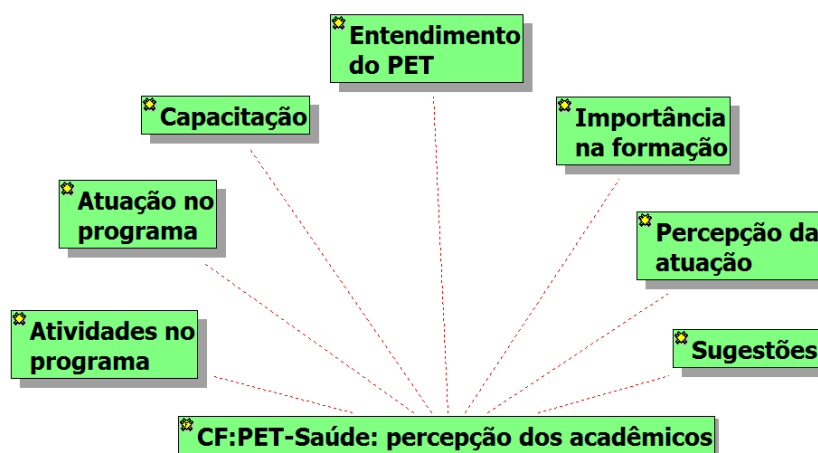 Entendimento
do PET
Capacitação
Importância
na formação
Atuação no
programa
Percepção da
atuação
Atividades no
programa
Sugestões
CF:PET-Saúde: percepção dos acadêmicos